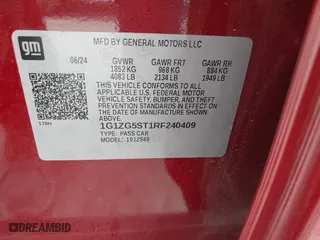 gm
MFD BY GENERAL MOTORS LLC
06/24 GVWR GAWR FRT GAWR RR
1852 KG 968 KG 884 KG
4083 LB 2134 LB 1949 LB
THIS VEHICLE CONFORMS TO ALL
APPLICABLE U.S. FEDERAL MOTOR
VEHICLE SAFETY, BUMPER, AND THEFT
PREVENTION STANDARDS IN EFFECT ON
THE DATE OF MANUFACTURE SHOWN ABOVE.
1G1ZG5ST1RF240409
TYPE: PASS CAR
MODEL: 191ZS69
DREAMBID